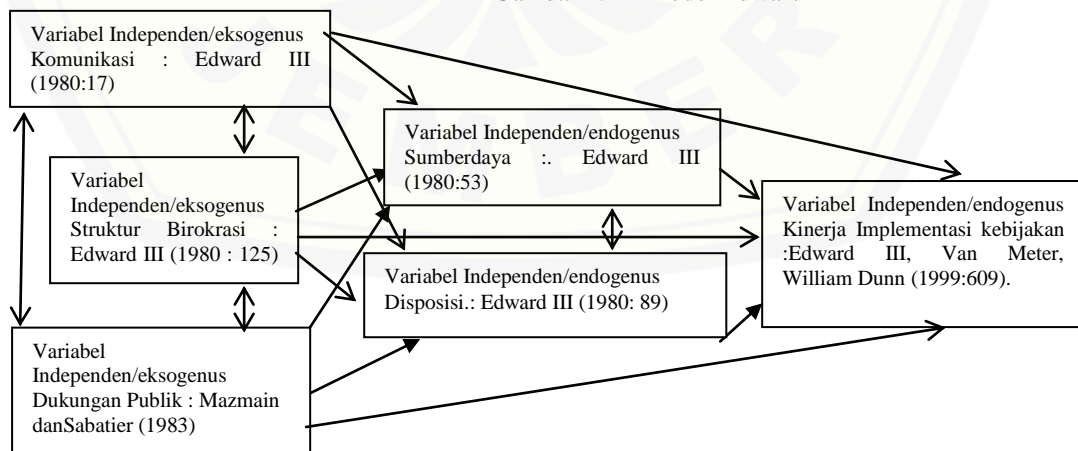 Variabel Independen/eksogenus
Komunikasi : Edward III
(1980:17)
Variabel Independen/endogenus
Sumberdaya :. Edward III
(1980:53)
Variabel
Independen/eksogenus
Struktur Birokrasi :
Edward III (1980 : 125)
Variabel Independen/endogenus
Kinerja Implementasi kebijakan
:Edward III, Van Meter,
William Dunn (1999:609).
Variabel Independen/endogenus
Disposisi.: Edward III (1980: 89)
Variabel
Independen/eksogenus
Dukungan Publik : Mazmain
danSabatier (1983)